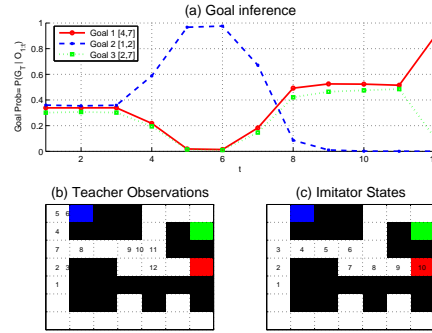 (a) Goal inference
Goal Prob= P(G_T | O_1:t)
1
0.8
0.6
0.4
0.2
0
Goal 1 [4,7]
Goal 2 [1,2]
Goal 3 [2,7]
2 4 6 8 10
t
(b) Teacher Observations
5 6
4
7 8 9 10 11
2 3 12
1
(c) Imitator States
3 4 5 6
2 7 8 9 10
1